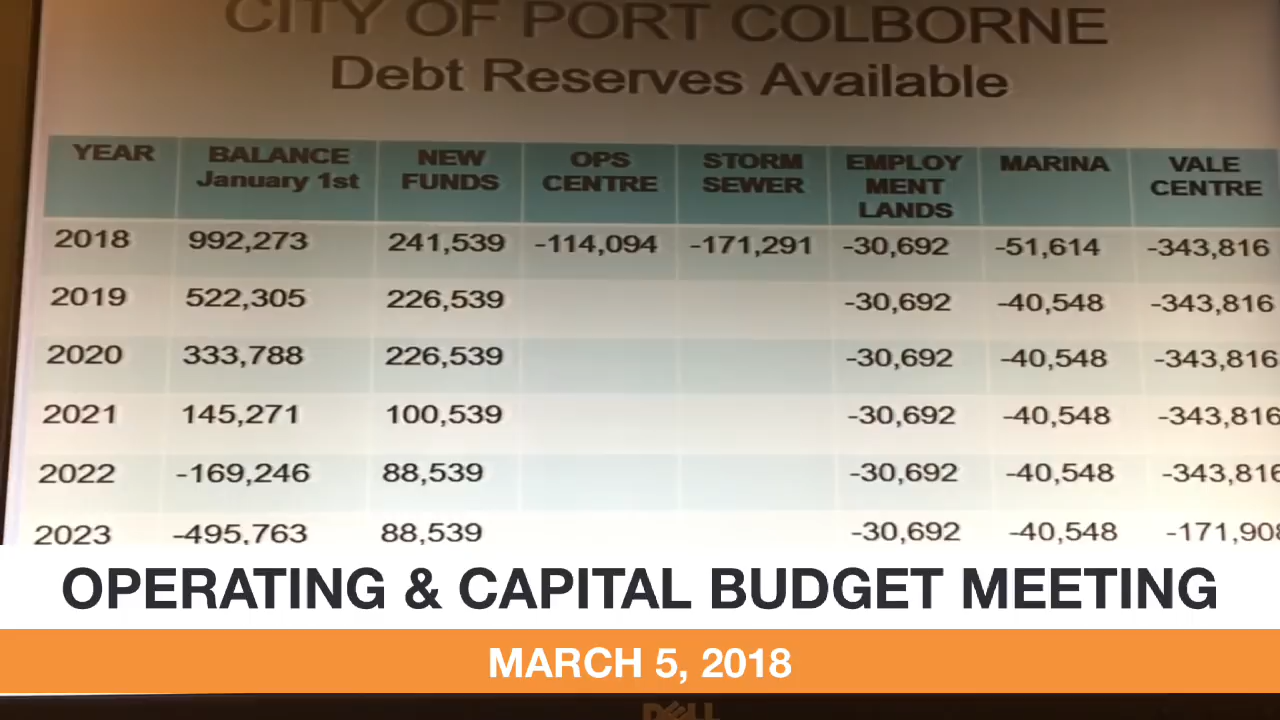 CITY OF PORT COLBORNE
Debt Reserves Available
YEAR BALANCE January 1st NEW FUNDS OPS CENTRE STORM SEWER EMPLOY MENT LANDS MARINA VALE CENTRE
2018 992,273 241,539 -114,094 -171,291 -30,692 -51,614 -343,816
2019 522,305 226,539 -30,692 -40,548 -343,816
2020 333,788 226,539 -30,692 -40,548 -343,816
2021 145,271 100,539 -30,692 -40,548 -343,816
2022 -169,246 88,539 -30,692 -40,548 -343,816
2023 -495,763 88,539 -30,692 -40,548 -171,908
OPERATING & CAPITAL BUDGET MEETING
MARCH 5, 2018
DELL